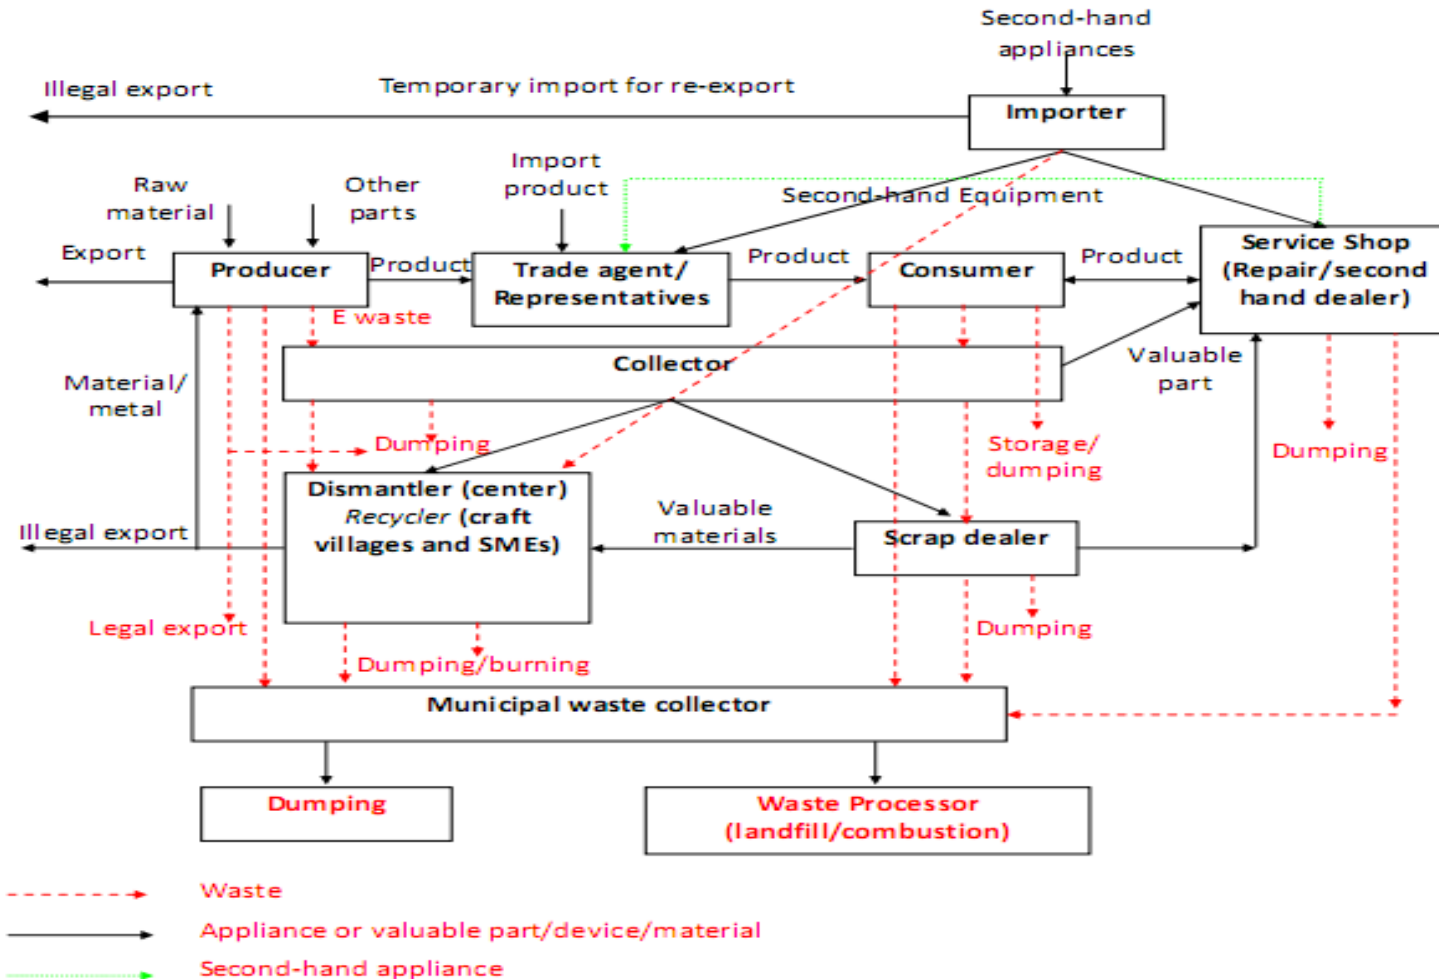 Second-hand
appliances
Illegal export
Temporary import for re-export
Importer
Import
product
Raw
material
Other
parts
Second-hand Equipment
Export
Producer
Product
Trade agent/
Representatives
Product
Consumer
Product
Service Shop
(Repair/second
hand dealer)
E waste
Collector
Valuable
part
Material/
metal
Dumping
Storage/
dumping
Dumping
Dismantler (center)
Recycler (craft
villages and SMEs)
Valuable
materials
Scrap dealer
Illegal export
Legal export
Dumping
Dumping/burning
Municipal waste collector
Dumping
Waste Processor
(landfill/combustion)
Waste
Appliance or valuable part/device/material
Second-hand appliance